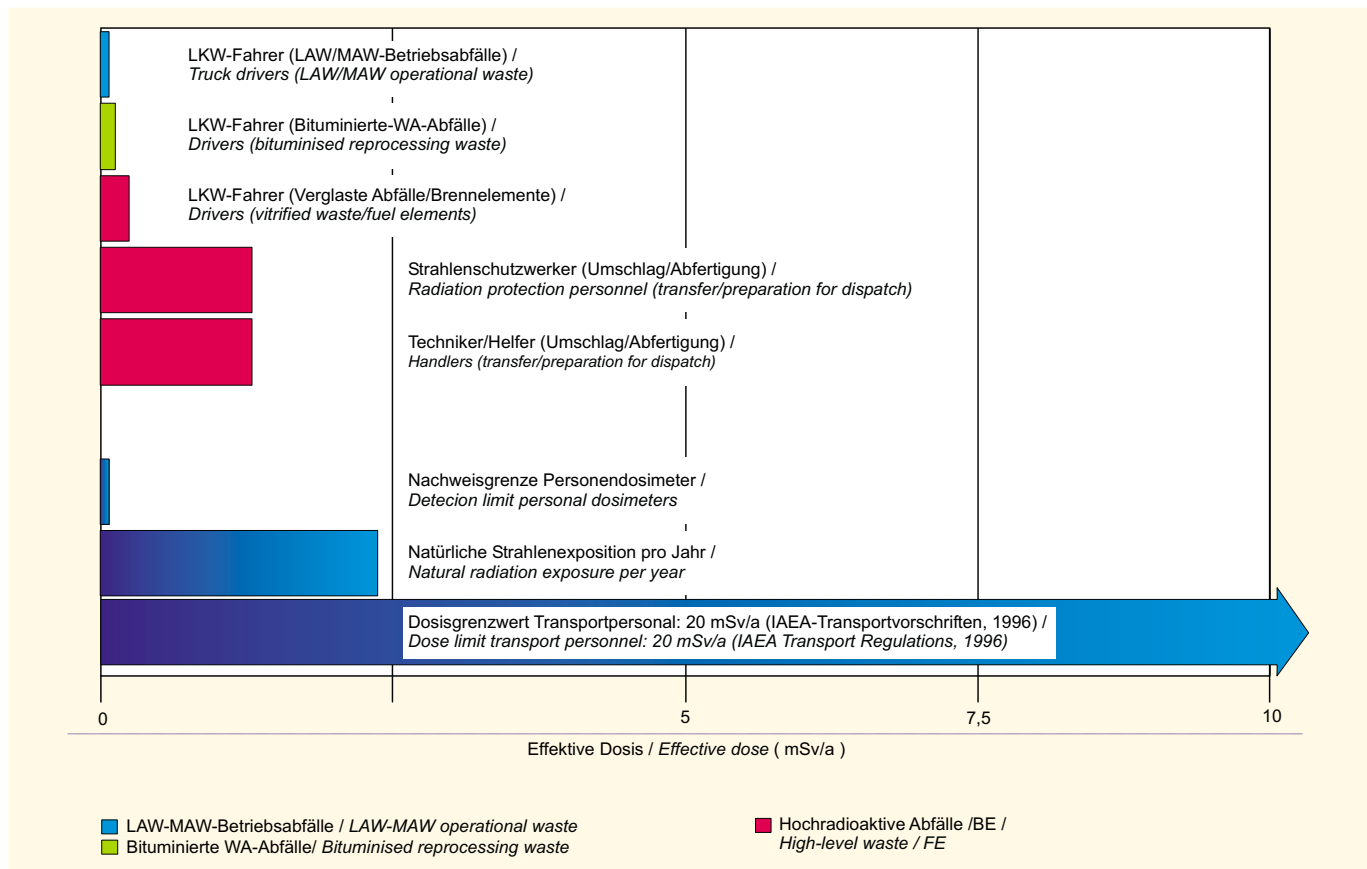 LKW-Fahrer (LAW/MAW-Betriebsabfälle) /
Truck drivers (LAW/MAW operational waste)
LKW-Fahrer (Bituminierte-WA-Abfälle) /
Drivers (bituminised reprocessing waste)
LKW-Fahrer (Verglaste Abfälle/Brennelemente) /
Drivers (vitrified waste/fuel elements)
Strahlenschutzwerker (Umschlag/Abfertigung) /
Radiation protection personnel (transfer/preparation for dispatch)
Techniker/Helfer (Umschlag/Abfertigung) /
Handlers (transfer/preparation for dispatch)
Nachweisgrenze Personendosimeter /
Detecion limit personal dosimeters
Natürliche Strahlenexposition pro Jahr /
Natural radiation exposure per year
Dosisgrenzwert Transportpersonal: 20 mSv/a (IAEA-Transportvorschriften, 1996) /
Dose limit transport personnel: 20 mSv/a (IAEA Transport Regulations, 1996)
0 5 7,5 10
Effektive Dosis / Effective dose ( mSv/a )
LAW-MAW-Betriebsabfälle / LAW-MAW operational waste
Bituminierte WA-Abfälle/ Bituminised reprocessing waste
Hochradioaktive Abfälle /BE /
High-level waste / FE